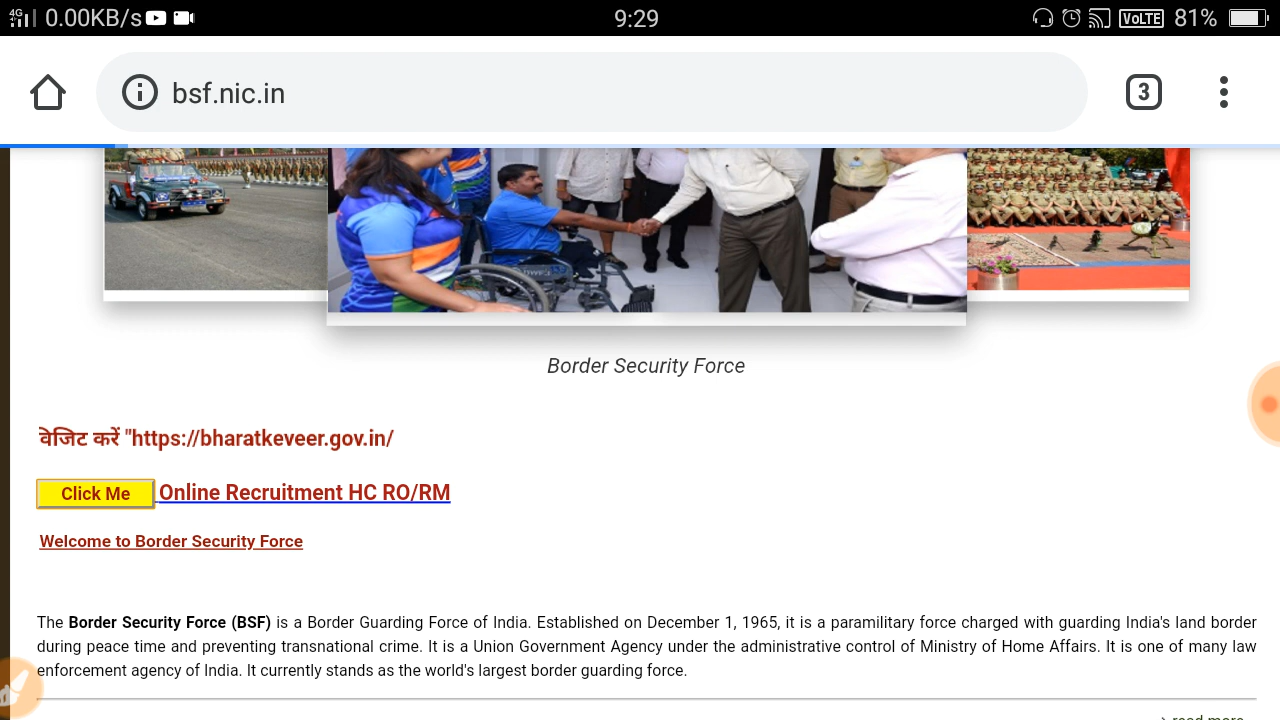 4G 0.00KB/s 9:29 VoLTE 81%
bsf.nic.in 3
Border Security Force
वेजिट करें "https://bharatkeveer.gov.in/
Click Me Online Recruitment HC RO/RM
Welcome to Border Security Force
The Border Security Force (BSF) is a Border Guarding Force of India. Established on December 1, 1965, it is a paramilitary force charged with guarding India's land border
during peace time and preventing transnational crime. It is a Union Government Agency under the administrative control of Ministry of Home Affairs. It is one of many law
enforcement agency of India. It currently stands as the world's largest border guarding force.
read more